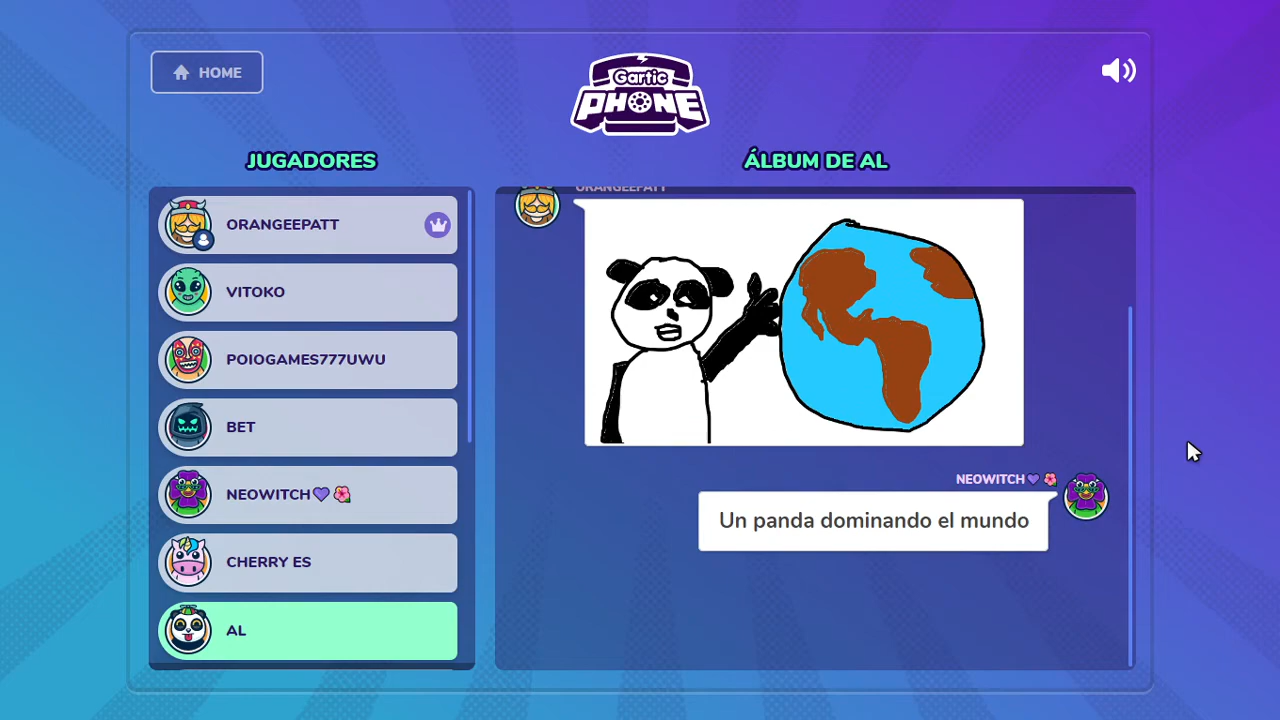 HOME
Gartic
PHONE
JUGADORES
ÁLBUM DE AL
ORANGEEPATT
VITOKO
POIOGAMES777UWU
BET
NEOWITCH💜🌺
CHERRY ES
AL
ORANGEEPATT
NEOWITCH💜🌺
Un panda dominando el mundo